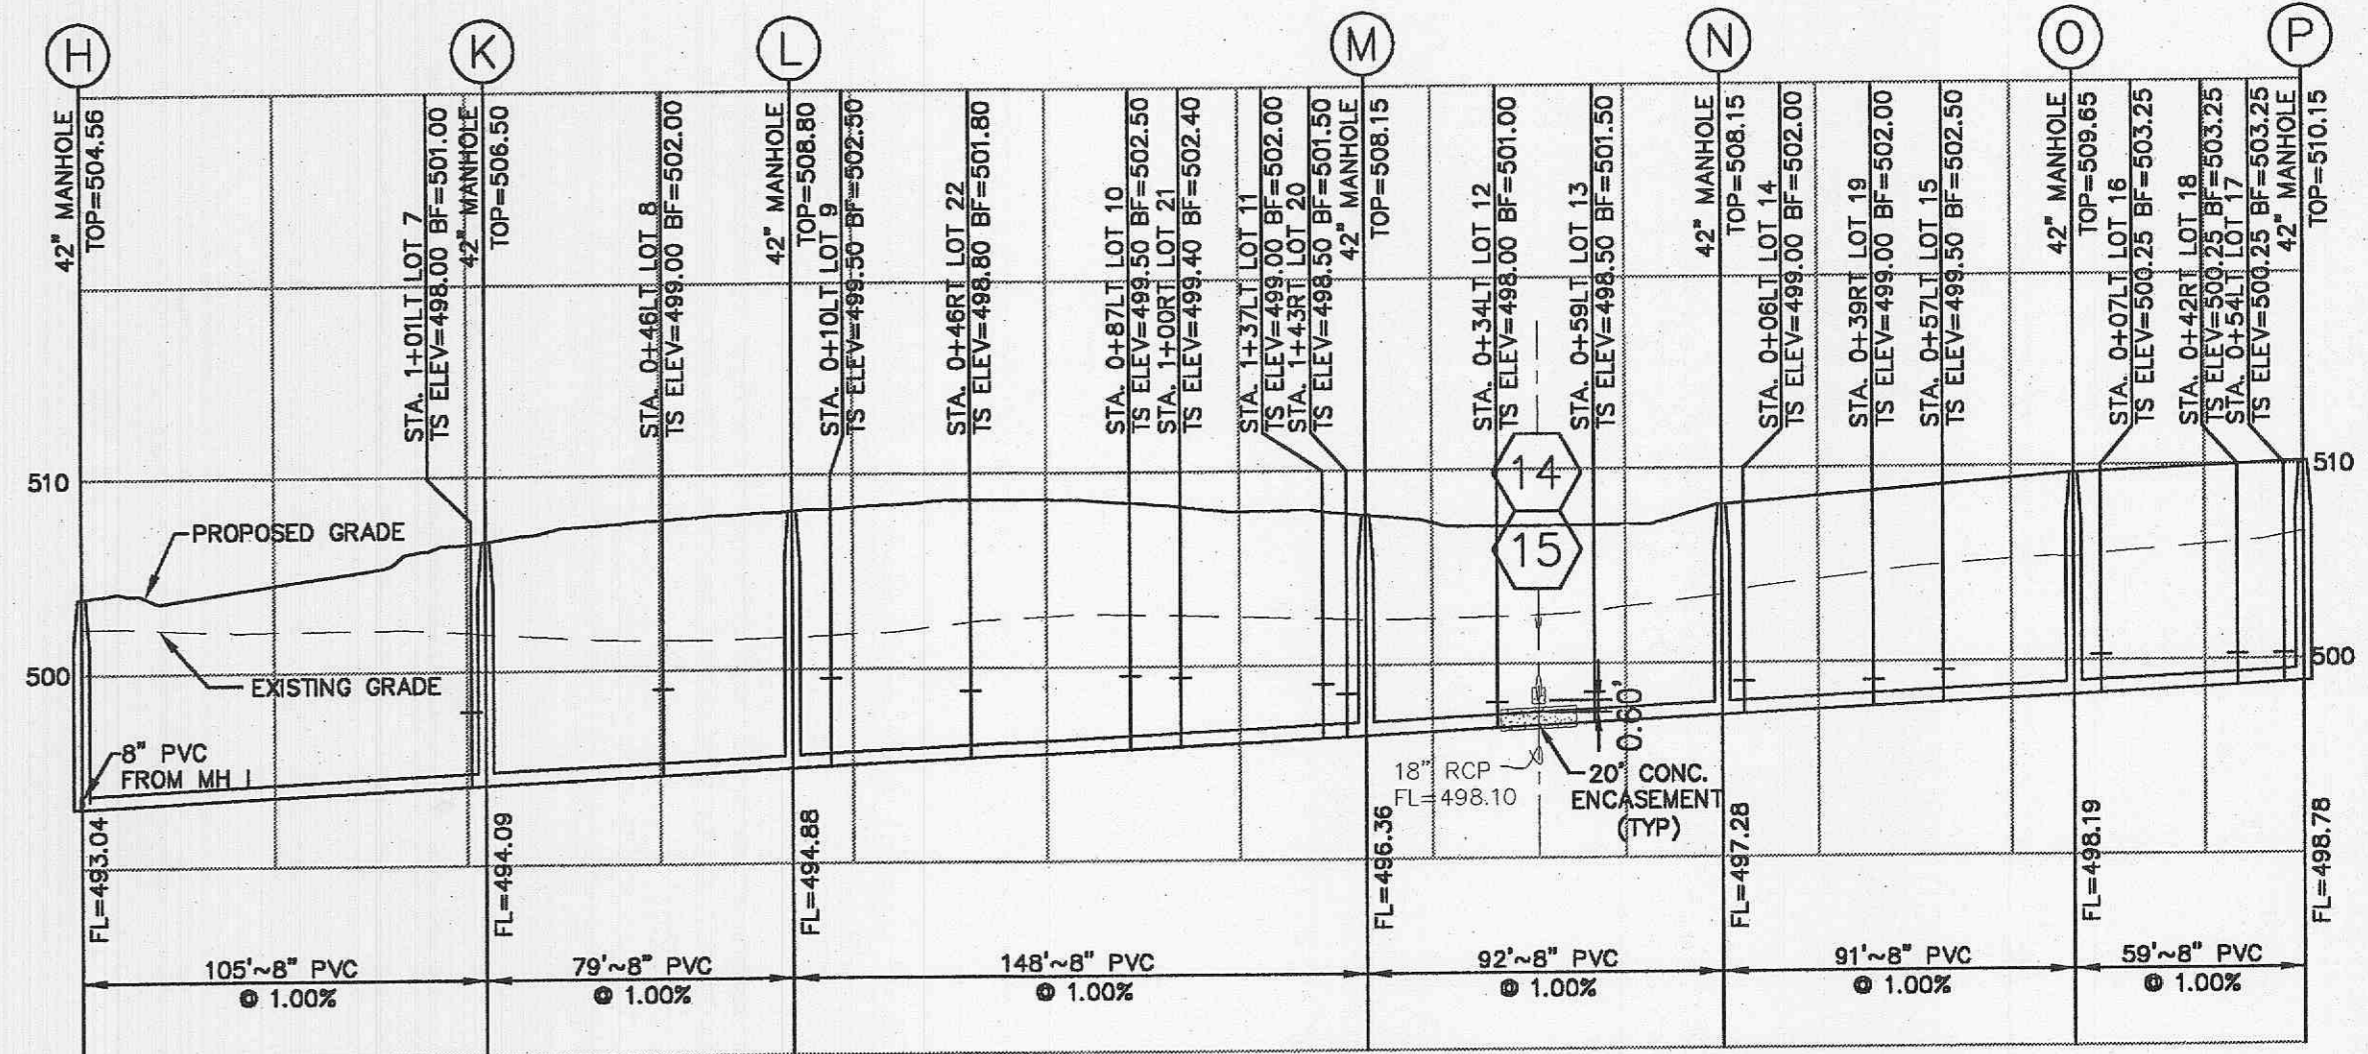 H
K
L
M
N
O
P
42" MANHOLE
TOP=504.56
STA. 1+01LT LOT 7
TS ELEV=498.00 BF=501.00
42" MANHOLE
TOP=506.50
STA. 0+46LT LOT 8
TS ELEV=499.00 BF=502.00
42" MANHOLE
TOP=508.80
STA. 0+10LT LOT 9
TS ELEV=499.50 BF=502.50
STA. 0+46RT LOT 22
TS ELEV=498.80 BF=501.80
STA. 0+87LT LOT 10
TS ELEV=499.50 BF=502.50
STA. 1+00RT LOT 21
TS ELEV=499.40 BF=502.40
STA. 1+37LT LOT 11
TS ELEV=499.00 BF=502.00
STA. 1+43RT LOT 20
TS ELEV=498.50 BF=501.50
42" MANHOLE
TOP=508.15
STA. 0+34LT LOT 12
TS ELEV=498.00 BF=501.00
STA. 0+59LT LOT 13
TS ELEV=498.50 BF=501.50
42" MANHOLE
TOP=508.15
STA. 0+06LT LOT 14
TS ELEV=499.00 BF=502.00
STA. 0+39RT LOT 19
TS ELEV=499.00 BF=502.00
STA. 0+57LT LOT 15
TS ELEV=499.50 BF=502.50
42" MANHOLE
TOP=509.65
STA. 0+07LT LOT 16
TS ELEV=500.25 BF=503.25
STA. 0+42RT LOT 18
TS ELEV=500.25 BF=503.25
STA. 0+54LT LOT 17
TS ELEV=500.25 BF=503.25
42" MANHOLE
TOP=510.15
510
510
14
15
PROPOSED GRADE
500
500
EXISTING GRADE
0.60'
8" PVC
FROM MH I
18" RCP
FL=498.10
20' CONC.
ENCASEMENT
(TYP)
FL=493.04
FL=494.09
FL=494.88
FL=496.36
FL=497.28
FL=498.19
FL=498.78
105'~8" PVC
@ 1.00%
79'~8" PVC
@ 1.00%
148'~8" PVC
@ 1.00%
92'~8" PVC
@ 1.00%
91'~8" PVC
@ 1.00%
59'~8" PVC
@ 1.00%